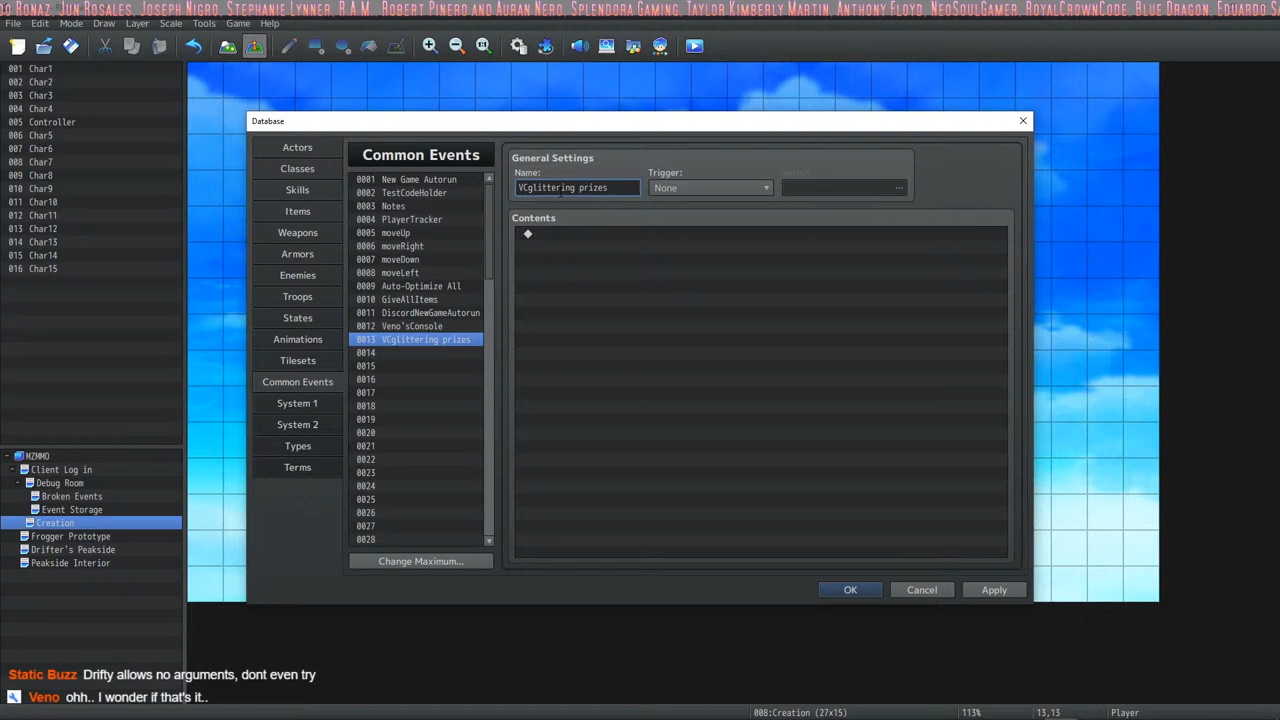 o Ronaz, Jun Rosales, Joseph Nigro, Stephanie Lynner, R.A.M., Robert Pinero and Auran Nero, Splendora Gaming, Taylor Kimberly Martin, Anthony Floyd, NeoSoulGamer, RoyalCrownCode, Blue Dragon, Eduardo S
File Edit Mode Draw Layer Scale Tools Game Help
001 Char1
002 Char2
003 Char3
004 Char4
005 Controller
006 Char5
007 Char6
008 Char7
009 Char8
010 Char9
011 Char10
012 Char11
013 Char12
014 Char13
015 Char14
016 Char15
MZMMO
Client Log in
Debug Room
Broken Events
Event Storage
Creation
Frogger Prototype
Drifter's Peakside
Peakside Interior
Database
Actors
Classes
Skills
Items
Weapons
Armors
Enemies
Troops
States
Animations
Tilesets
Common Events
System 1
System 2
Types
Terms
Common Events
0001 New Game Autorun
0002 TestCodeHolder
0003 Notes
0004 PlayerTracker
0005 moveUp
0006 moveRight
0007 moveDown
0008 moveLeft
0009 Auto-Optimize All
0010 GiveAllItems
0011 DiscordNewGameAutorun
0012 Veno'sConsole
0013 VCglittering prizes
0014
0015
0016
0017
0018
0019
0020
0021
0022
0023
0024
0025
0026
0027
0028
Change Maximum...
General Settings
Name: Trigger: Switch:
VCglittering prizes None ...
Contents
OK Cancel Apply
Static Buzz Drifty allows no arguments, dont even try
Veno ohh.. I wonder if that's it..
008:Creation (27x15) 113% 13,13 Player